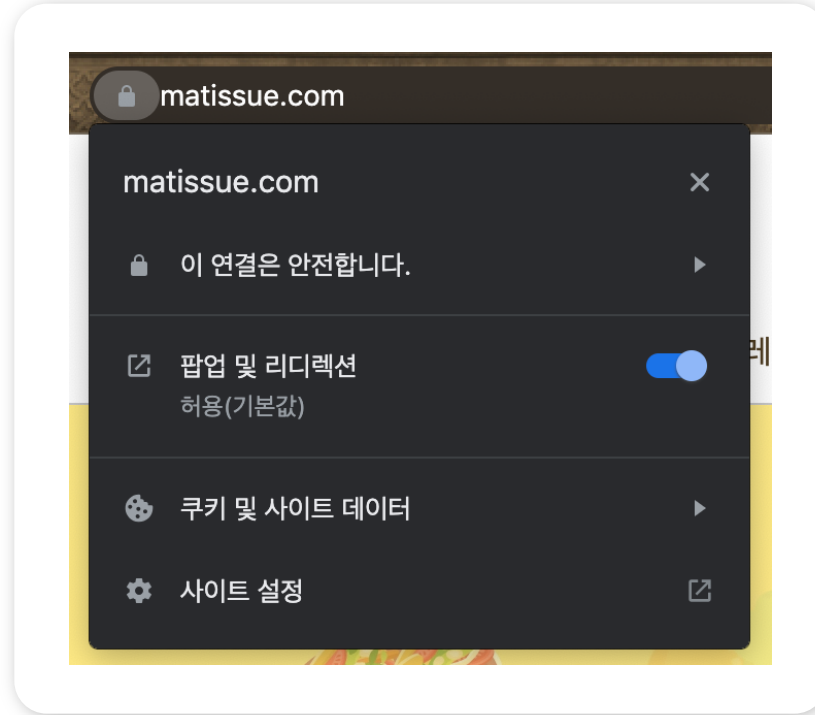 matissue.com
matissue.com
이 연결은 안전합니다.
팝업 및 리디렉션
허용(기본값)
레
쿠키 및 사이트 데이터
사이트 설정